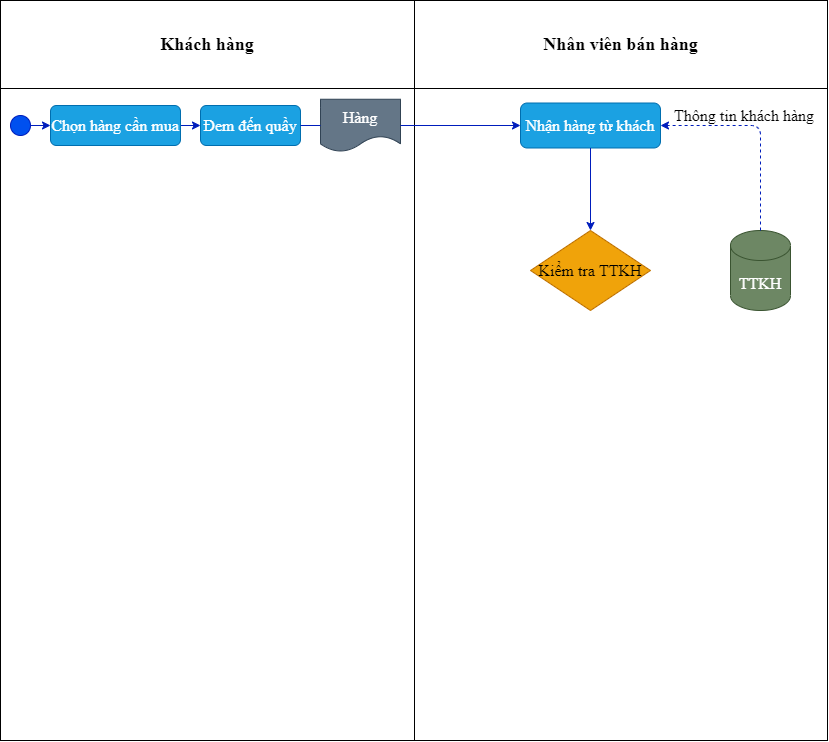 Khách hàng
Nhân viên bán hàng
Chọn hàng cần mua
Đem đến quầy
Hàng
Nhận hàng từ khách
Thông tin khách hàng
Kiểm tra TTKH
TTKH